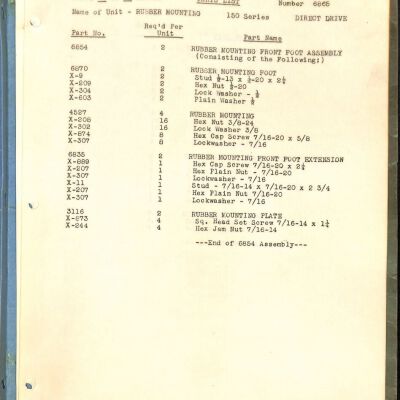 PARTS LIST Number 6865
Name of Unit - RUBBER MOUNTING 150 Series DIRECT DRIVE
Part No. Req'd Per Unit Part Name
6854 2 RUBBER MOUNTING FRONT FOOT ASSEMBLY
(Consisting of the Following:)
6870 2 RUBBER MOUNTING FOOT
X-9 2 Stud ½-13 x ½-20 x 2½
X-209 2 Hex Nut ½-20
X-304 2 Lock Washer - ½
X-603 2 Plain Washer ½
4527 4 RUBBER MOUNTING
X-208 16 Hex Nut 3/8-24
X-302 16 Lock Washer 3/8
X-874 8 Hex Cap Screw 7/16-20 x 5/8
X-307 8 Lockwasher - 7/16
6835 2 RUBBER MOUNTING FRONT FOOT EXTENSION
X-889 1 Hex Cap Screw 7/16-20 x 2½
X-207 1 Hex Plain Nut - 7/16-20
X-307 1 Lockwasher - 7/16
X-11 1 Stud - 7/16-14 x 7/16-20 x 2 3/4
X-207 1 Hex Plain Nut 7/16-20
X-307 1 Lockwasher - 7/16
3116 2 RUBBER MOUNTING PLATE
X-273 4 Sq. Head Set Screw 7/16-14 x 1¼
X-244 4 Hex Jam Nut 7/16-14
---End of 6854 Assembly---